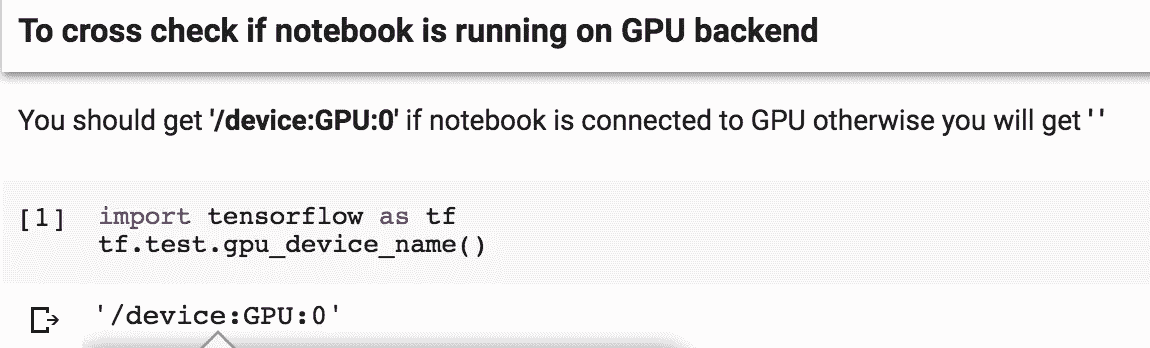 To cross check if notebook is running on GPU backend
You should get '/device:GPU:0' if notebook is connected to GPU otherwise you will get ' '
[1] import tensorflow as tf
tf.test.gpu_device_name()
'/device:GPU:0'